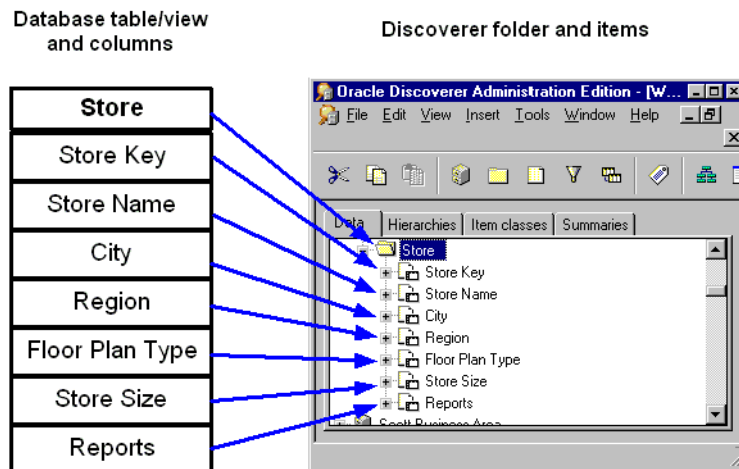 Database table/view
and columns
Discoverer folder and items
Store
Store Key
Store Name
City
Region
Floor Plan Type
Store Size
Reports
Oracle Discoverer Administration Edition - [W...
File Edit View Insert Tools Window Help
Data Hierarchies Item classes Summaries
Store
Store Key
Store Name
City
Region
Floor Plan Type
Store Size
Reports
Scott Business Area